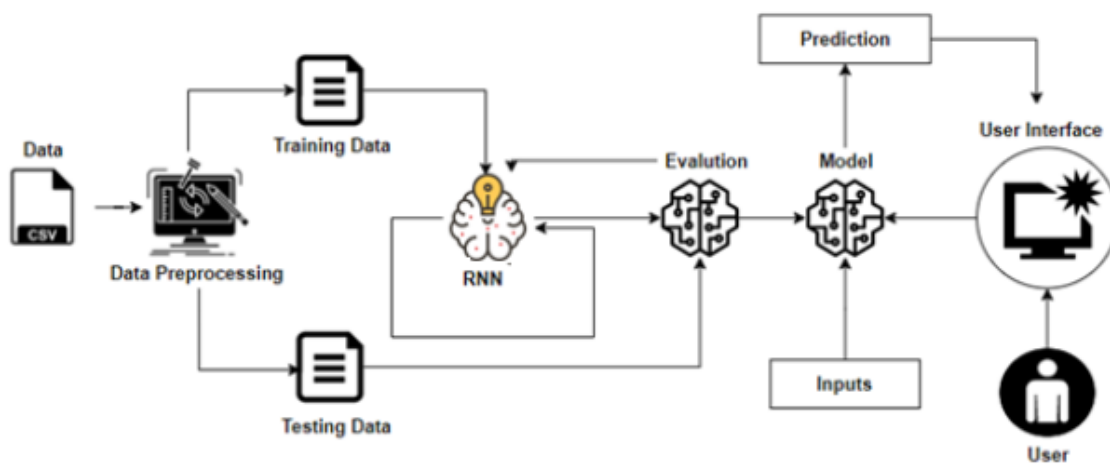 Prediction
Data
CSV
Data Preprocessing
Training Data
Testing Data
RNN
Evalution
Model
Inputs
User Interface
User